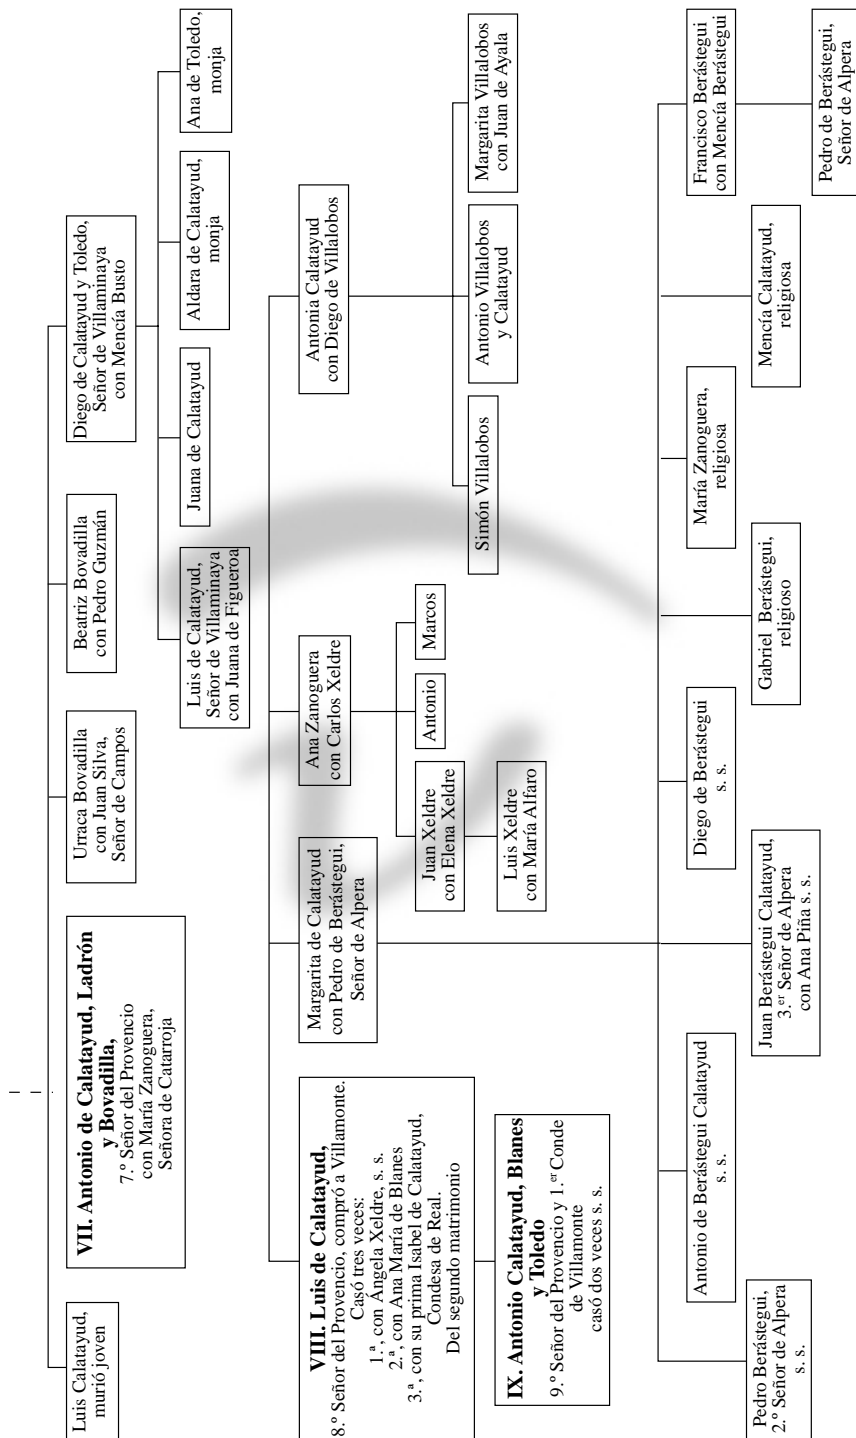 Luis Calatayud,
murió joven
VII. Antonio de Calatayud, Ladrón
y Bovadilla,
7.º Señor del Provencio
con María Zanoguera,
Señora de Catarroja
Urraca Bovadilla
con Juan Silva,
Señor de Campos
Beatriz Bovadilla
con Pedro Guzmán
Diego de Calatayud y Toledo,
Señor de Villaminaya
con Mencía Busto
Luis de Calatayud,
Señor de Villaminaya
con Juana de Figueroa
Juana de Calatayud
Aldara de Calatayud,
monja
Ana de Toledo,
monja
VIII. Luis de Calatayud,
8.º Señor del Provencio, compró a Villamonte.
Casó tres veces:
1.ª, con Ángela Xeldre, s. s.
2.ª, con Ana María de Blanes
3.ª, con su prima Isabel de Calatayud,
Condesa de Real.
Del segundo matrimonio
Margarita de Calatayud
con Pedro de Berástegui,
Señor de Alpera
Ana Zanoguera
con Carlos Xeldre
Antonia Calatayud
con Diego de Villalobos
IX. Antonio Calatayud, Blanes
y Toledo
9.º Señor del Provencio y 1.er Conde
de Villamonte
casó dos veces s. s.
Juan Xeldre
con Elena Xeldre
Antonio
Marcos
Simón Villalobos
Antonio Villalobos
y Calatayud
Margarita Villalobos
con Juan de Ayala
Luis Xeldre
con María Alfaro
Pedro Berástegui,
2.º Señor de Alpera
s. s.
Antonio de Berástegui Calatayud
s. s.
Juan Berástegui Calatayud,
3.er Señor de Alpera
con Ana Piña s. s.
Diego de Berástegui
s. s.
Gabriel Berástegui,
religioso
María Zanoguera,
religiosa
Mencía Calatayud,
religiosa
Francisco Berástegui
con Mencía Berástegui
Pedro de Berástegui,
Señor de Alpera